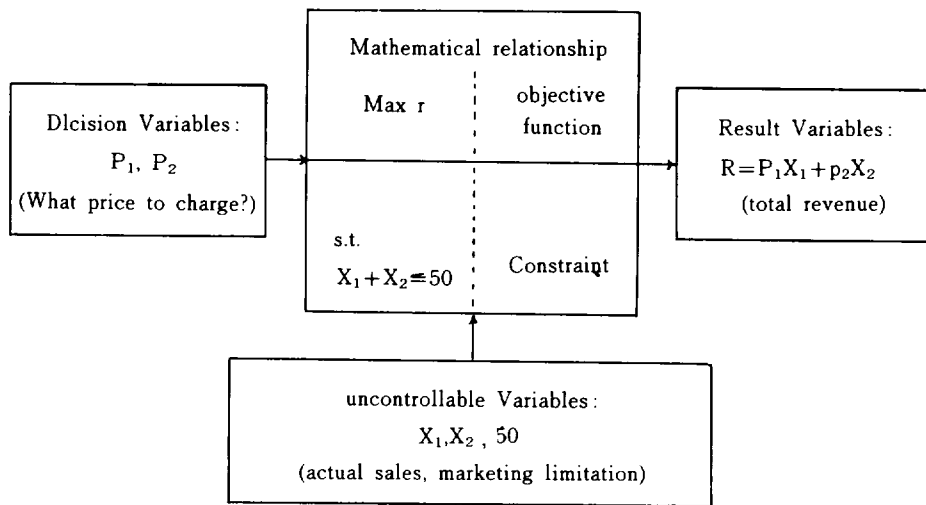 Mathematical relationship
Max r
objective
function
Dlcision Variables:
P₁, P₂
(What price to charge?)
Result Variables:
R=P₁X₁+p₂X₂
(total revenue)
s.t.
X₁+X₂=50
Constraint
uncontrollable Variables:
X₁,X₂ , 50
(actual sales, marketing limitation)